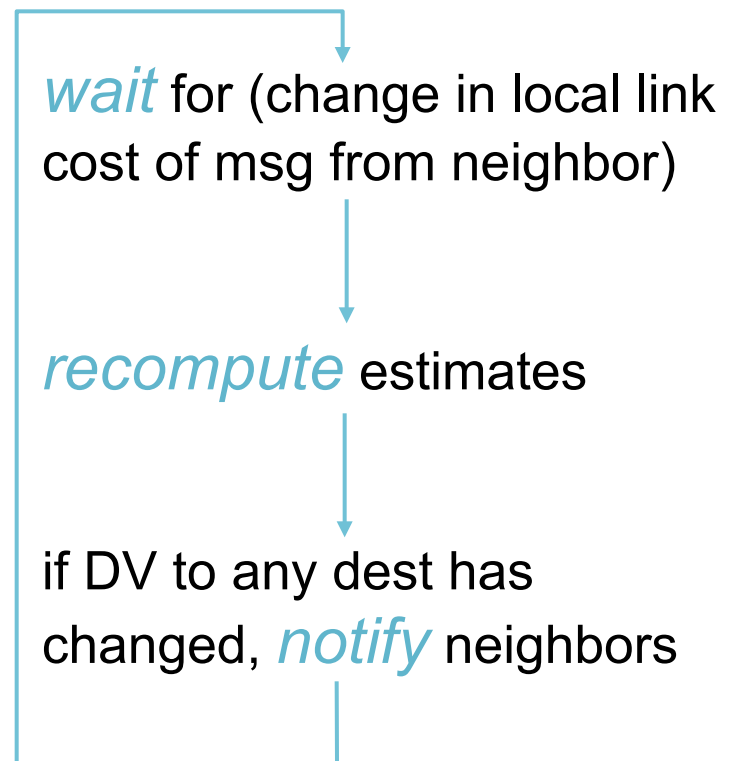 wait for (change in local link
cost of msg from neighbor)
recompute estimates
if DV to any dest has
changed, notify neighbors